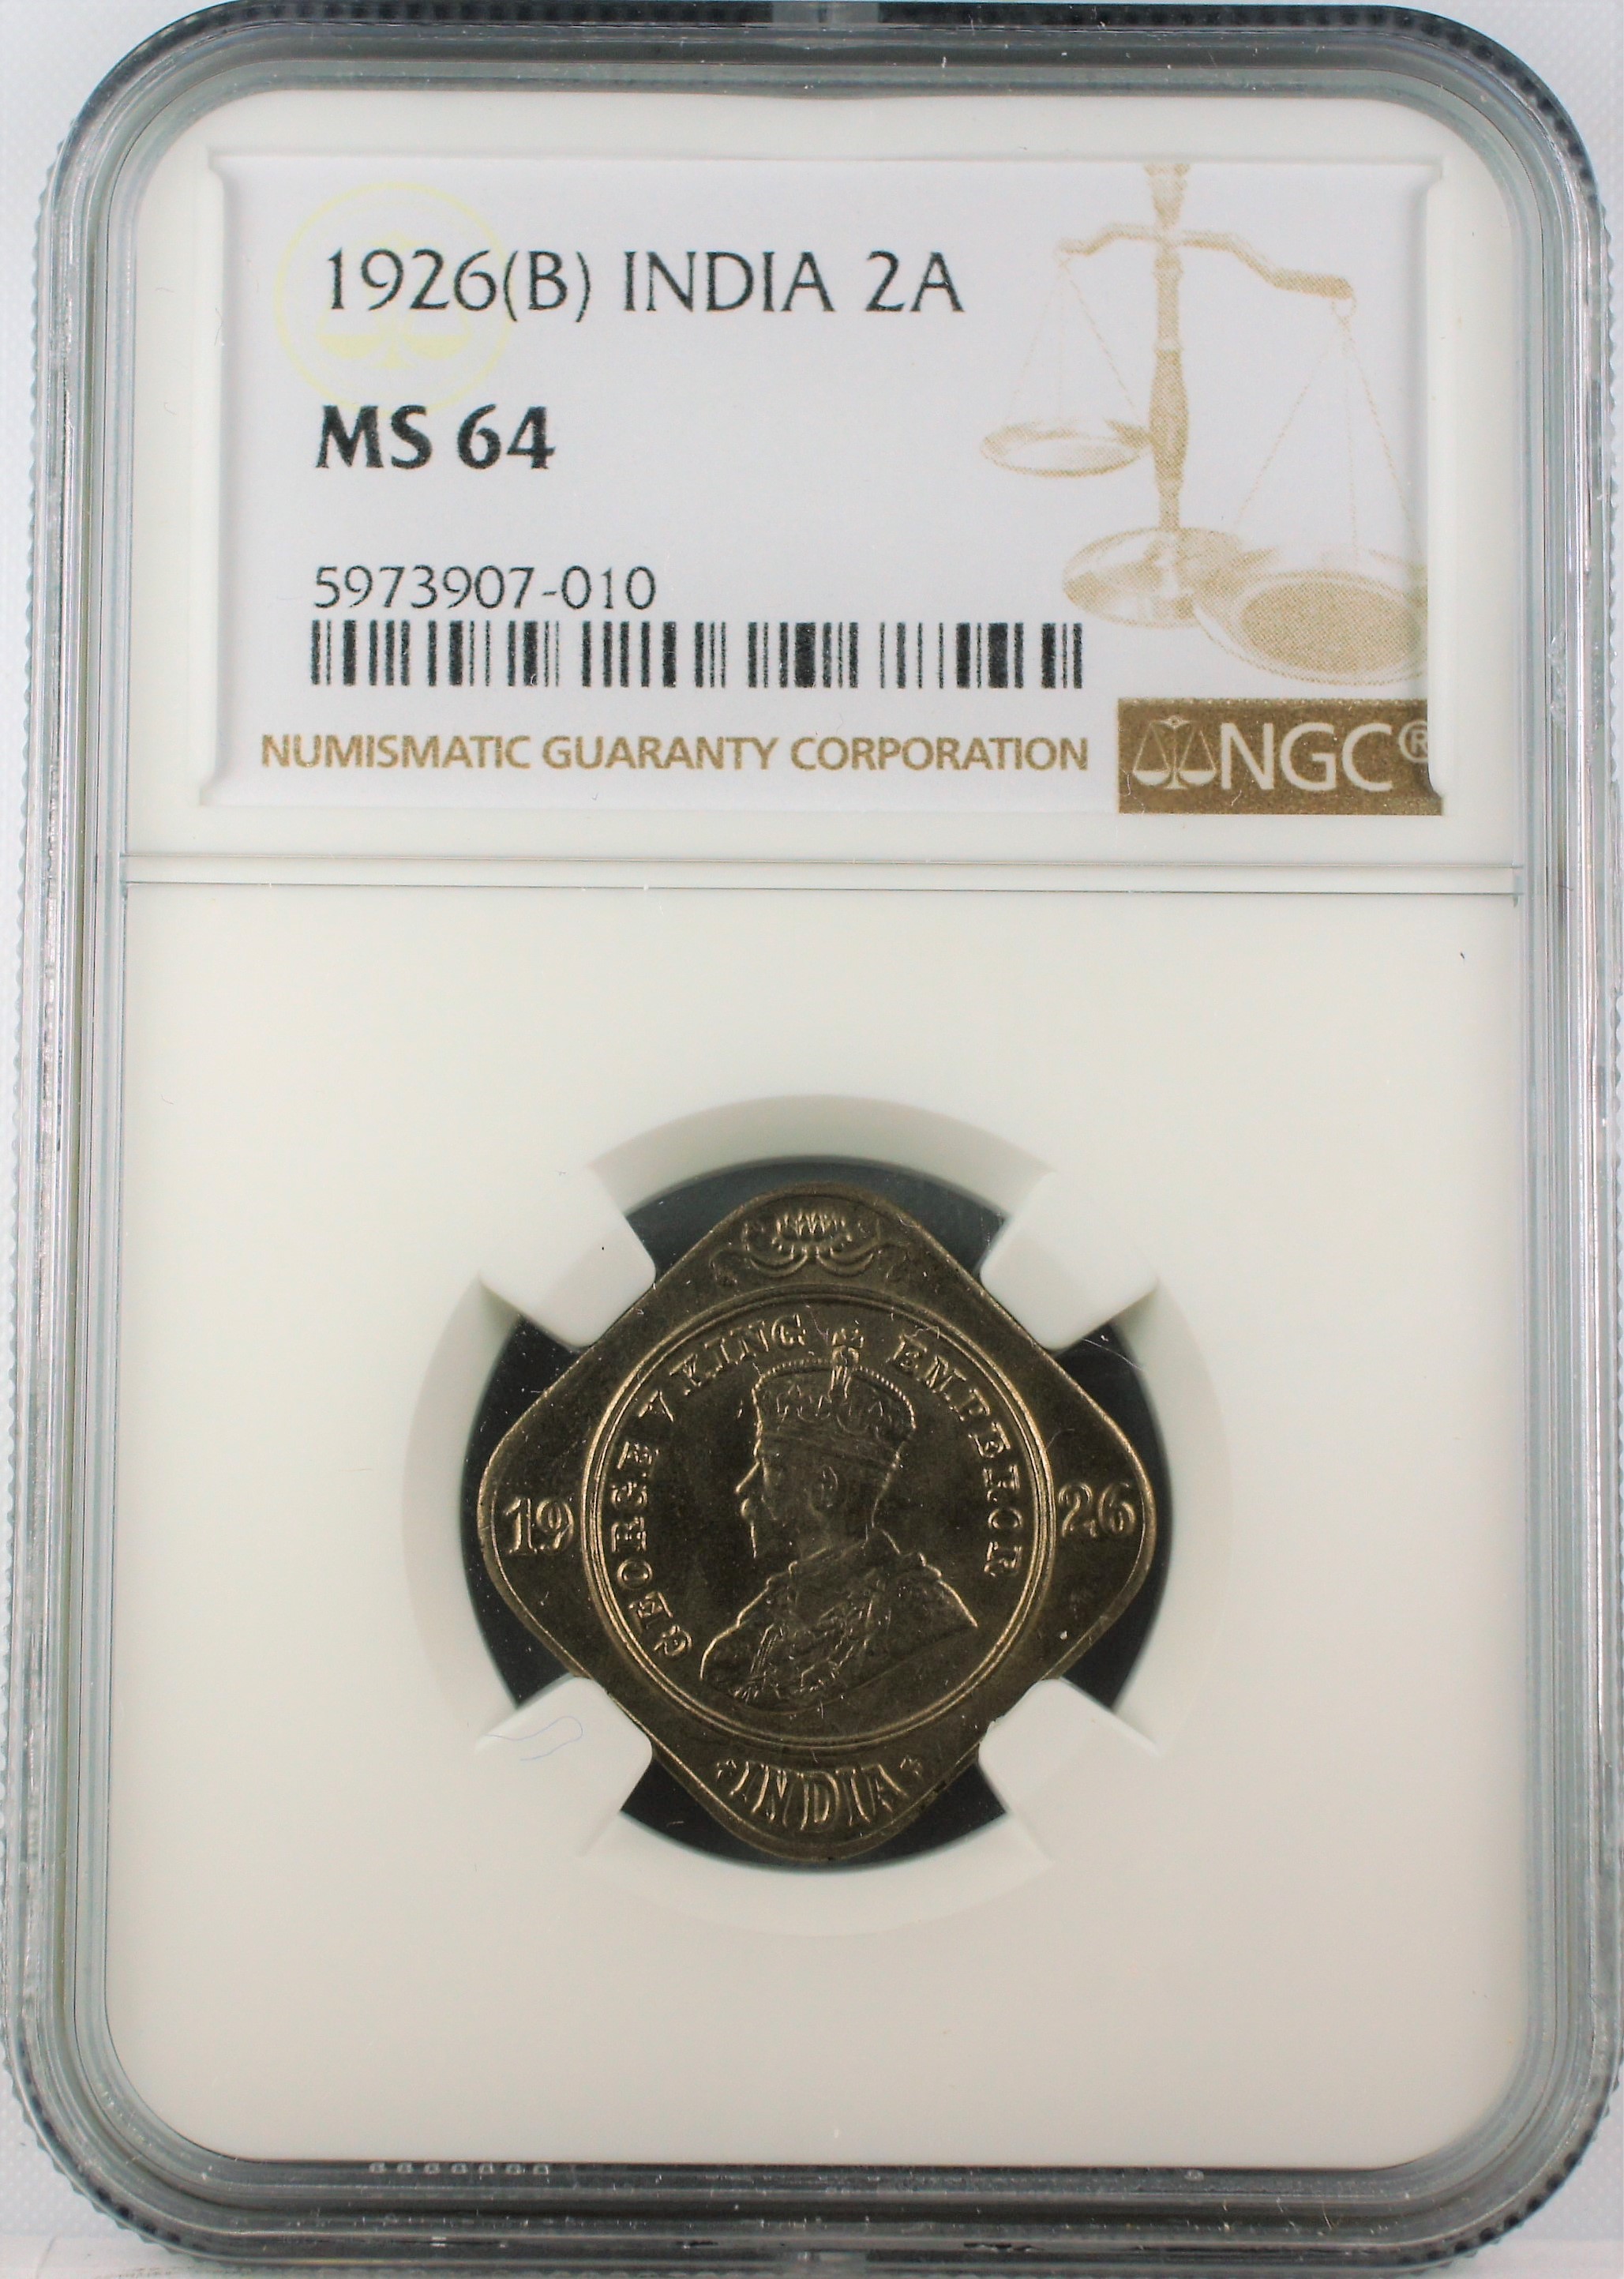 1926(B) INDIA 2A
MS 64
5973907-010
NUMISMATIC GUARANTY CORPORATION
NGC®
GEORGE V KING EMPEROR
19 26
INDIA